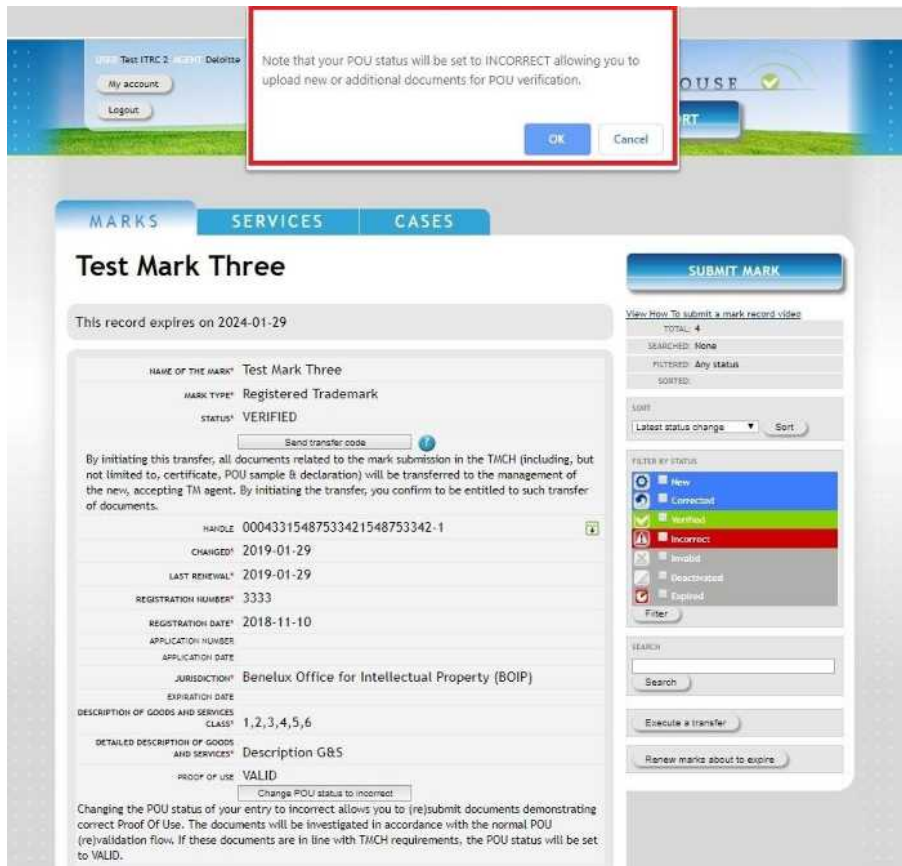 Test ITRC 2
Deloitte
My account
Logout
Note that your POU status will be set to INCORRECT allowing you to
upload new or additional documents for POU verification.
OK
Cancel
OUSE
RT
MARKS
SERVICES
CASES
Test Mark Three
This record expires on 2024-01-29
NAME OF THE MARK* Test Mark Three
MARK TYPE* Registered Trademark
STATUS* VERIFIED
Send transfer code
By initiating this transfer, all documents related to the mark submission in the TMCH (including, but
not limited to, certificate, POU sample & declaration) will be transferred to the management of
the new, accepting TM agent. By initiating the transfer, you confirm to be entitled to such transfer
of documents.
HANDLE 00043315487533421548753342-1
CHANGED* 2019-01-29
LAST RENEWAL* 2019-01-29
REGISTRATION NUMBER* 3333
REGISTRATION DATE* 2018-11-10
APPLICATION NUMBER
APPLICATION DATE
JURISDICTION* Benelux Office for Intellectual Property (BOIP)
EXPIRATION DATE
DESCRIPTION OF GOODS AND SERVICES
CLASS* 1,2,3,4,5,6
DETAILED DESCRIPTION OF GOODS
AND SERVICES* Description G&S
PROOF OF USE VALID
Change POU status to incorrect
Changing the POU status of your entry to incorrect allows you to (re)submit documents demonstrating
correct Proof Of Use. The documents will be investigated in accordance with the normal POU
(re)validation flow. If these documents are in line with TMCH requirements, the POU status will be set
to VALID.
SUBMIT MARK
View How To submit a mark record video
TOTAL: 4
SEARCHED: None
FILTERED: Any status
SORTED:
SORT
Latest status change
Sort
FILTER BY STATUS
New
Corrected
Verified
Incorrect
Invalid
Deactivated
Expired
Filter
SEARCH
Search
Execute a transfer
Renew marks about to expire